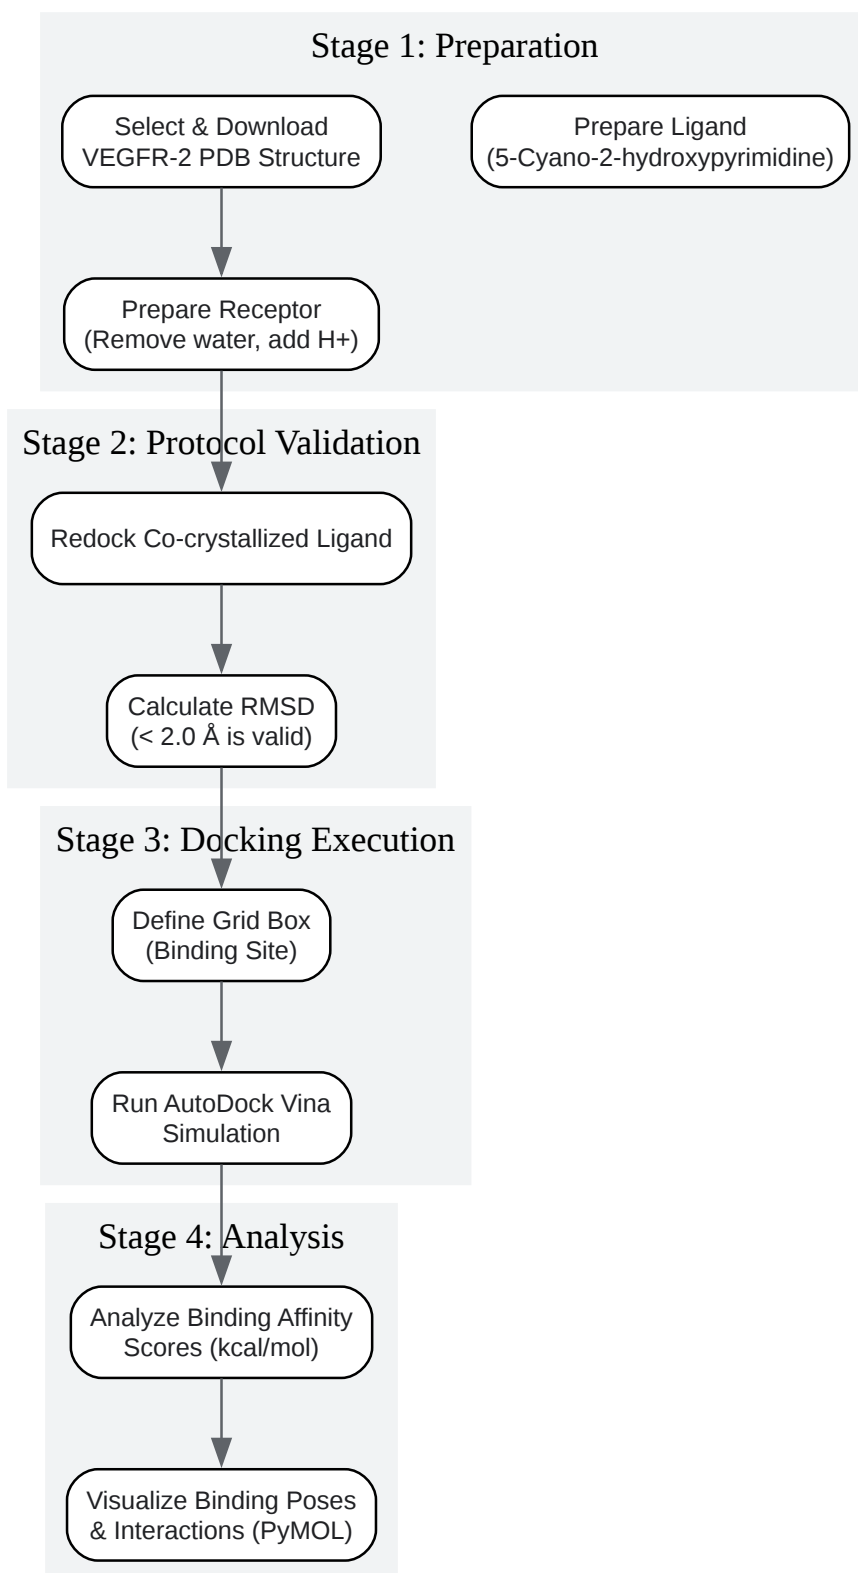 Stage 1: Preparation
Select & Download
VEGFR-2 PDB Structure
Prepare Ligand
(5-Cyano-2-hydroxypyrimidine)
Prepare Receptor
(Remove water, add H+)
Stage 2: Protocol Validation
Redock Co-crystallized Ligand
Calculate RMSD
(< 2.0 Å is valid)
Stage 3: Docking Execution
Define Grid Box
(Binding Site)
Run AutoDock Vina
Simulation
Stage 4: Analysis
Analyze Binding Affinity
Scores (kcal/mol)
Visualize Binding Poses
& Interactions (PyMOL)